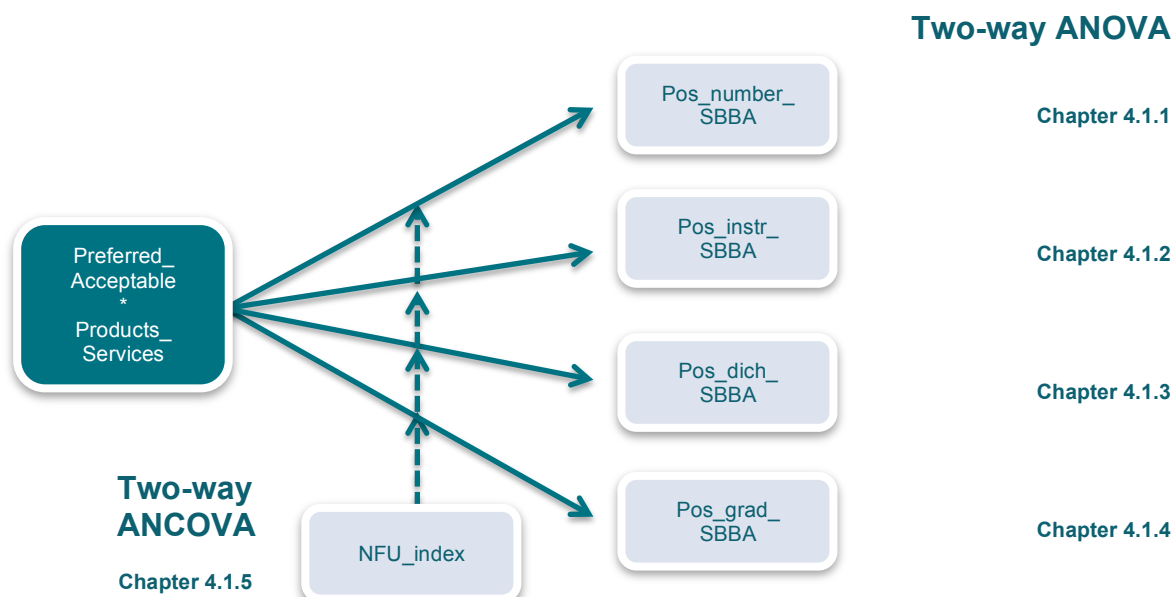 Two-way ANOVA
Pos_number_
SBBA
Chapter 4.1.1
Pos_instr_
SBBA
Chapter 4.1.2
Preferred_
Acceptable
*
Products_
Services
Pos_dich_
SBBA
Chapter 4.1.3
Pos_grad_
SBBA
Chapter 4.1.4
Two-way
ANCOVA
Chapter 4.1.5
NFU_index